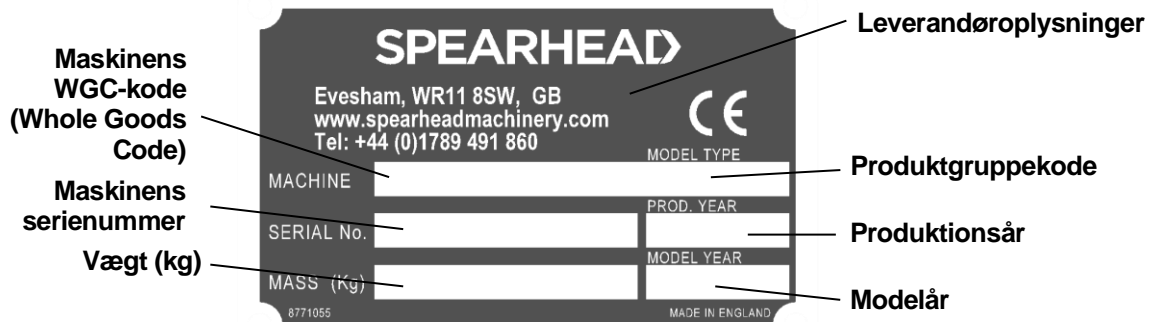 Maskinens
WGC-kode
(Whole Goods
Code)
Maskinens
serienummer
Vægt (kg)
SPEARHEAD
Evesham, WR11 8SW, GB
www.spearheadmachinery.com
Tel: +44 (0)1789 491 860
CE
MODEL TYPE
MACHINE
PROD. YEAR
SERIAL No.
MODEL YEAR
MASS (Kg)
8771055
MADE IN ENGLAND
Leverandøroplysninger
Produktgruppekode
Produktionsår
Modelår